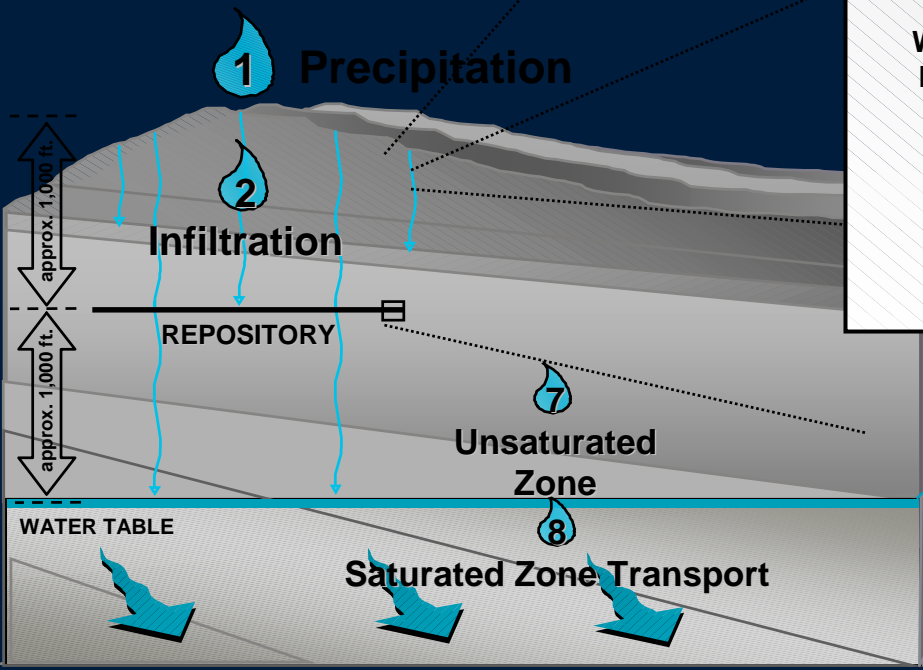 1 Precipitation
approx. 1,000 ft.
2
Infiltration
REPOSITORY
approx. 1,000 ft.
7
Unsaturated
Zone
WATER TABLE
8
Saturated Zone Transport